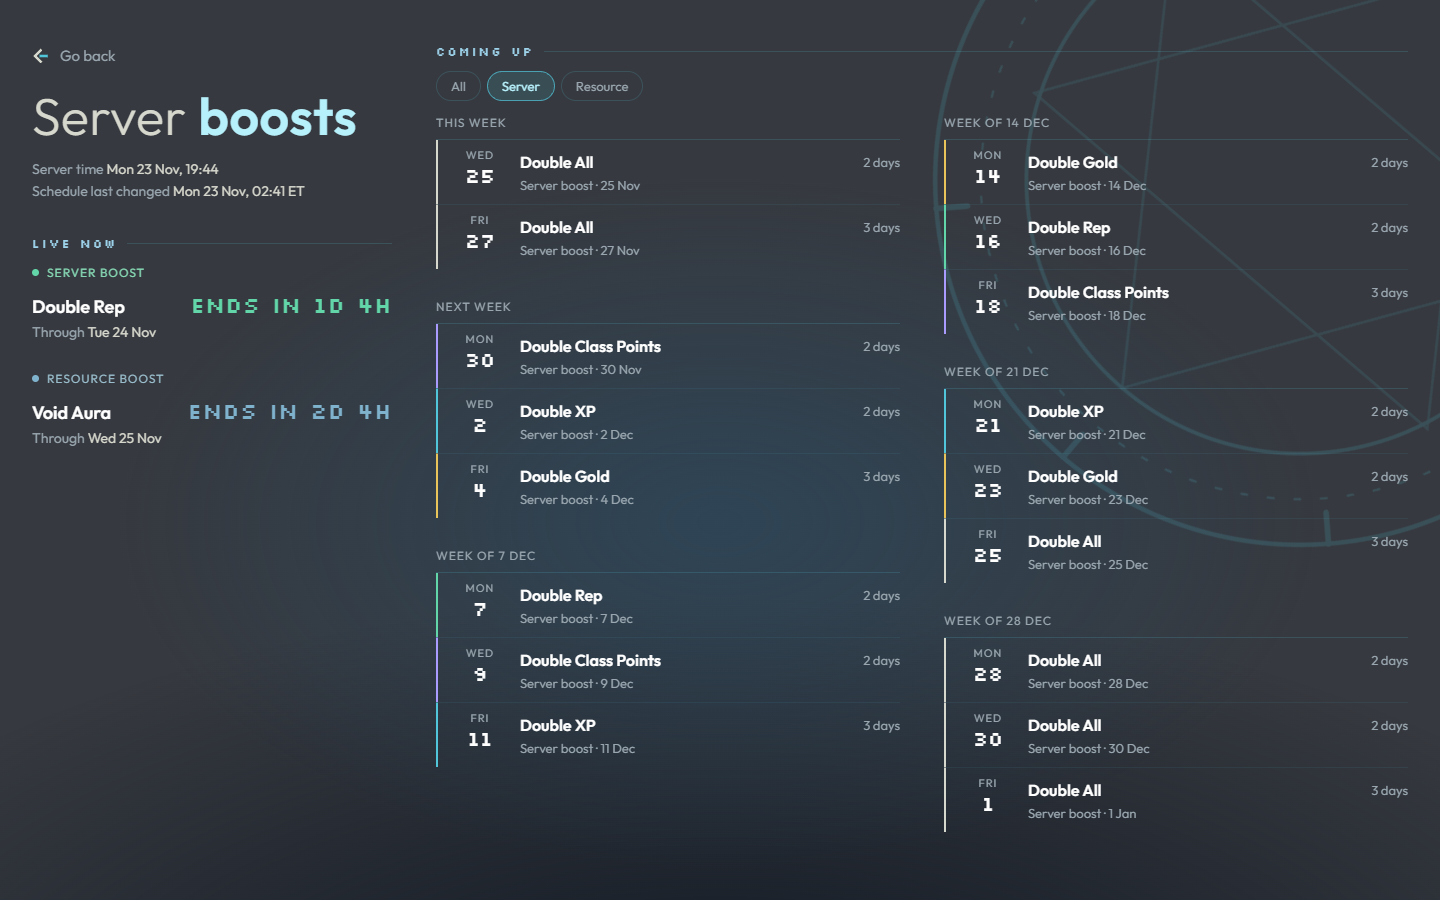 Go back
Server boosts
Server time Mon 23 Nov, 19:44
Schedule last changed Mon 23 Nov, 02:41 ET
LIVE NOW
SERVER BOOST
Double Rep ENDS IN 1D 4H
Through Tue 24 Nov
RESOURCE BOOST
Void Aura ENDS IN 2D 4H
Through Wed 25 Nov
COMING UP
All Server Resource
THIS WEEK
WED
25
Double All
2 days
Server boost · 25 Nov
FRI
27
Double All
3 days
Server boost · 27 Nov
NEXT WEEK
MON
30
Double Class Points
2 days
Server boost · 30 Nov
WED
2
Double XP
2 days
Server boost · 2 Dec
FRI
4
Double Gold
3 days
Server boost · 4 Dec
WEEK OF 7 DEC
MON
7
Double Rep
2 days
Server boost · 7 Dec
WED
9
Double Class Points
2 days
Server boost · 9 Dec
FRI
11
Double XP
3 days
Server boost · 11 Dec
WEEK OF 14 DEC
MON
14
Double Gold
2 days
Server boost · 14 Dec
WED
16
Double Rep
2 days
Server boost · 16 Dec
FRI
18
Double Class Points
3 days
Server boost · 18 Dec
WEEK OF 21 DEC
MON
21
Double XP
2 days
Server boost · 21 Dec
WED
23
Double Gold
2 days
Server boost · 23 Dec
FRI
25
Double All
3 days
Server boost · 25 Dec
WEEK OF 28 DEC
MON
28
Double All
2 days
Server boost · 28 Dec
WED
30
Double All
2 days
Server boost · 30 Dec
FRI
1
Double All
3 days
Server boost · 1 Jan